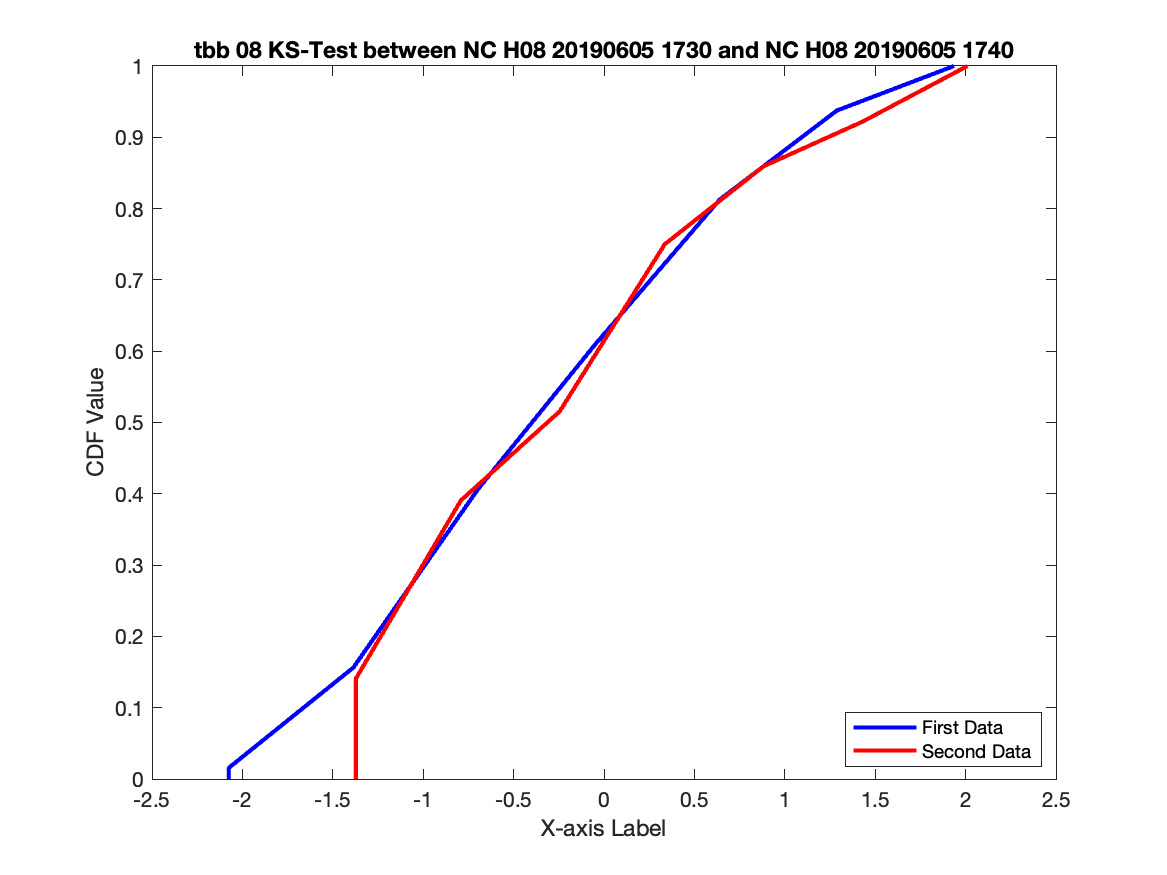 tbb 08 KS-Test between NC H08 20190605 1730 and NC H08 20190605 1740
1
0.9
0.8
0.7
0.6
0.5
0.4
0.3
0.2
0.1
0
CDF Value
First Data
Second Data
-2.5 -2 -1.5 -1 -0.5 0 0.5 1 1.5 2 2.5
X-axis Label